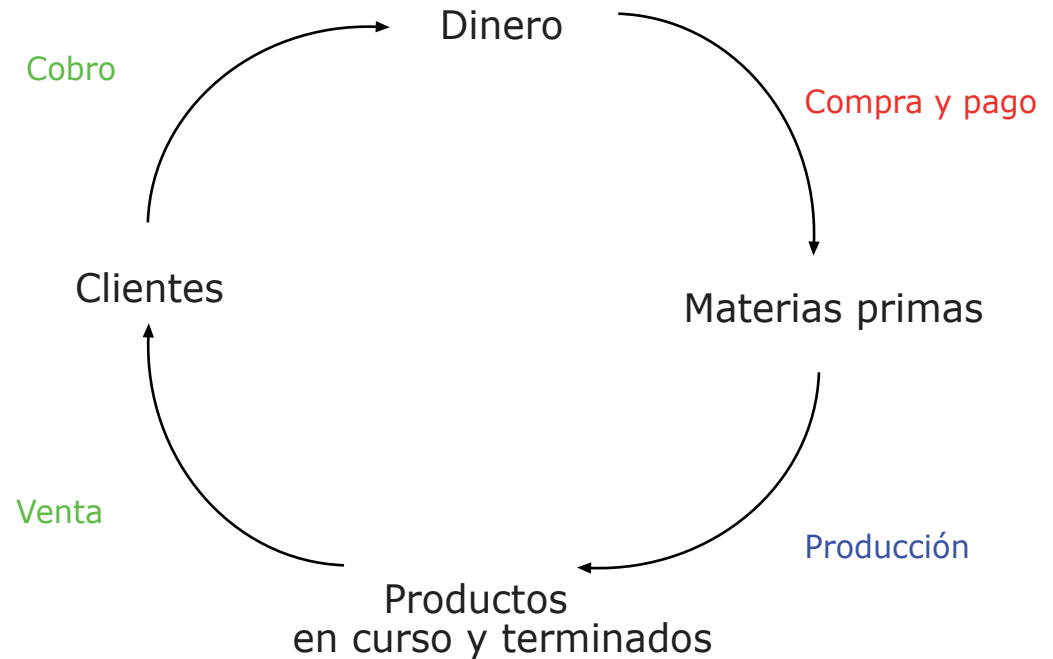 Dinero
Cobro
Compra y pago
Clientes
Materias primas
Venta
Producción
Productos
en curso y terminados